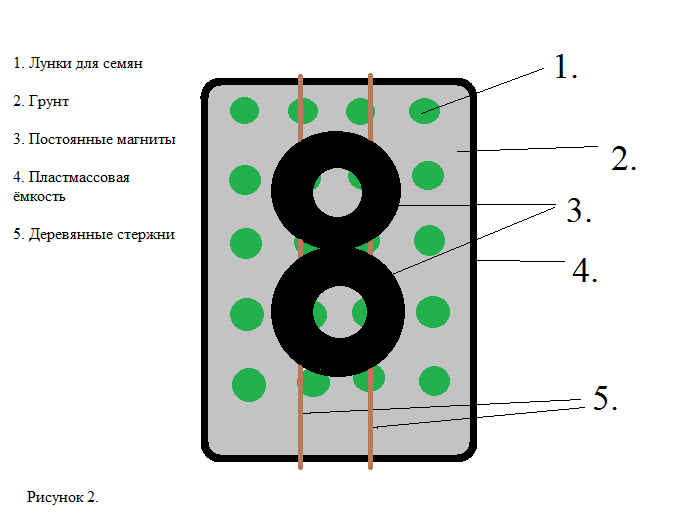 1. Лунки для семян
2. Грунт
3. Постоянные магниты
4. Пластмассовая
ёмкость
5. Деревянные стержни
1.
2.
3.
4.
5.
Рисунок 2.